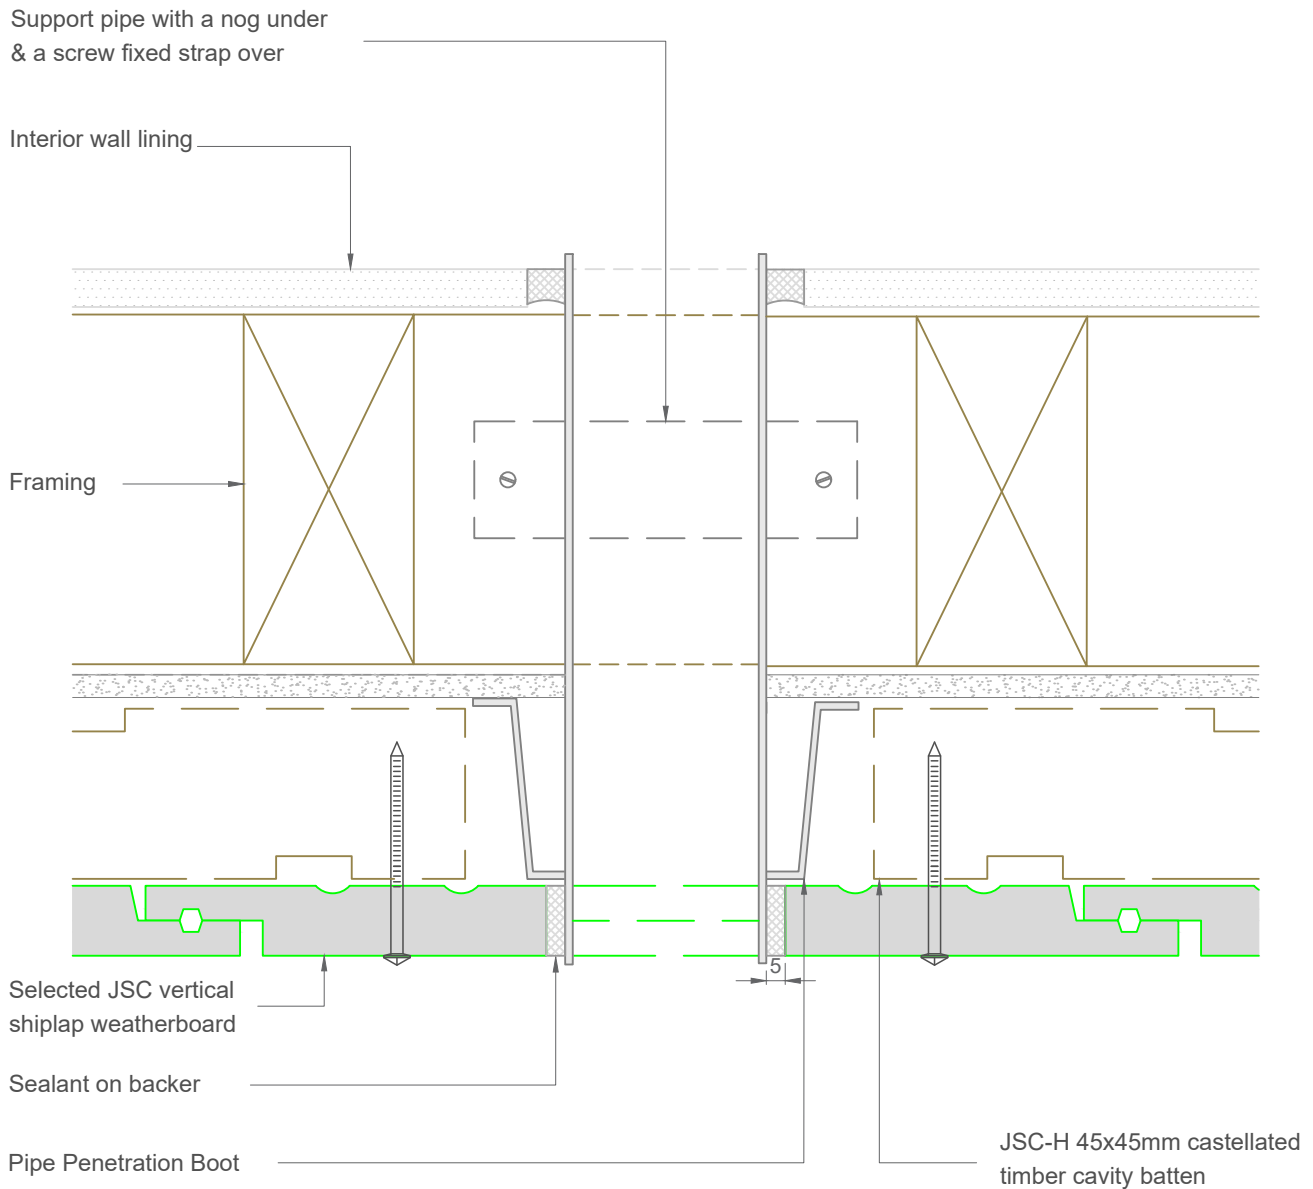 Support pipe with a nog under
& a screw fixed strap over
Interior wall lining
Framing
5
Selected JSC vertical
shiplap weatherboard
Sealant on backer
Pipe Penetration Boot
JSC-H 45x45mm castellated
timber cavity batten